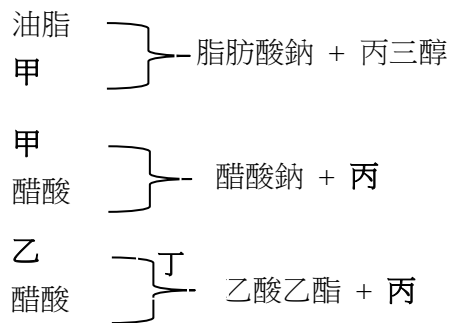 油脂
甲
脂肪酸鈉 + 丙三醇
甲
醋酸
醋酸鈉 + 丙
乙
丁
醋酸
乙酸乙酯 + 丙